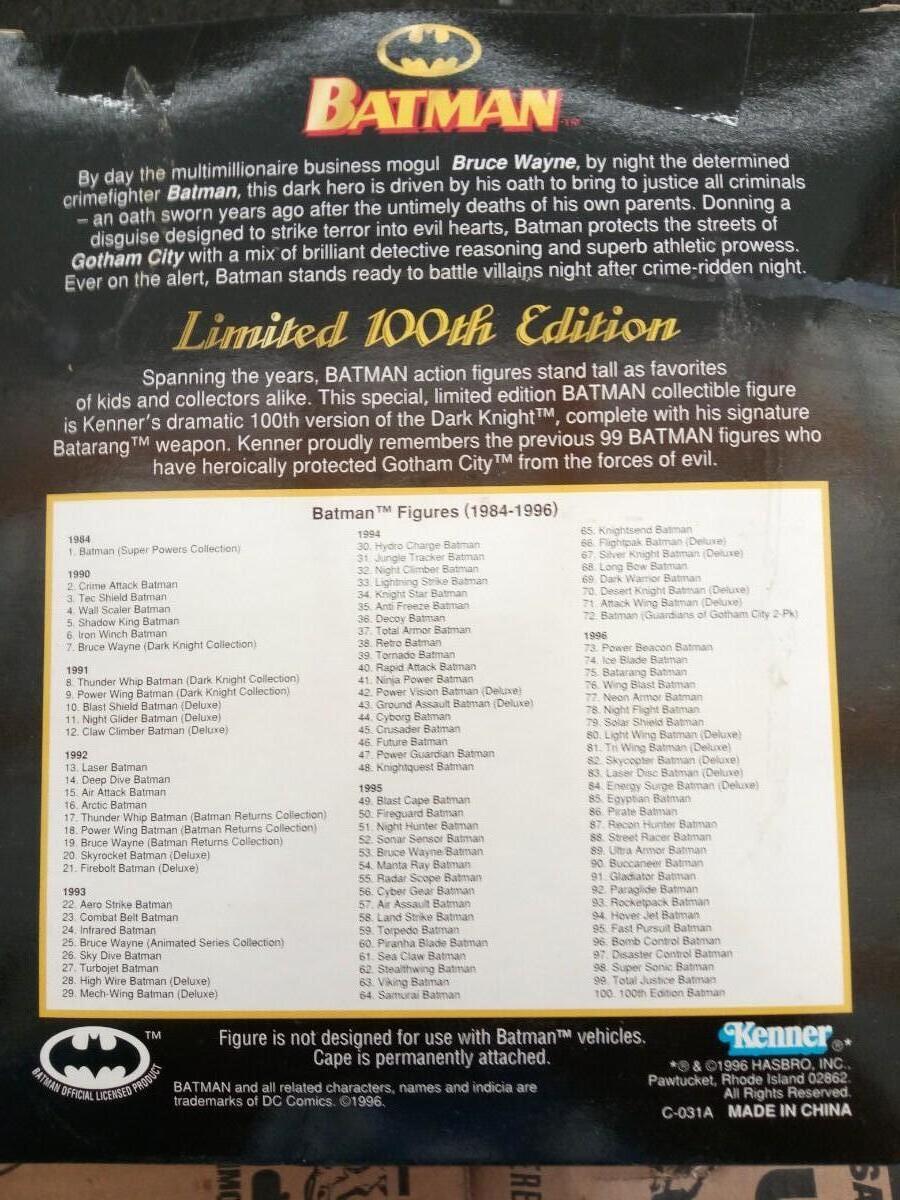 BATMAN™
By day the multimillionaire business mogul Bruce Wayne, by night the determined
crimefighter Batman, this dark hero is driven by his oath to bring to justice all criminals
– an oath sworn years ago after the untimely deaths of his own parents. Donning a
disguise designed to strike terror into evil hearts, Batman protects the streets of
Gotham City with a mix of brilliant detective reasoning and superb athletic prowess.
Ever on the alert, Batman stands ready to battle villains night after crime-ridden night.
Limited 100th Edition
Spanning the years, BATMAN action figures stand tall as favorites
of kids and collectors alike. This special, limited edition BATMAN collectible figure
is Kenner's dramatic 100th version of the Dark Knight™, complete with his signature
Batarang™ weapon. Kenner proudly remembers the previous 99 BATMAN figures who
have heroically protected Gotham City™ from the forces of evil.
Batman™ Figures (1984-1996)
1984
1. Batman (Super Powers Collection)
1990
2. Crime Attack Batman
3. Tec Shield Batman
4. Wall Scaler Batman
5. Shadow King Batman
6. Iron Winch Batman
7. Bruce Wayne (Dark Knight Collection)
1991
8. Thunder Whip Batman (Dark Knight Collection)
9. Power Wing Batman (Dark Knight Collection)
10. Blast Shield Batman (Deluxe)
11. Night Glider Batman (Deluxe)
12. Claw Climber Batman (Deluxe)
1992
13. Laser Batman
14. Deep Dive Batman
15. Air Attack Batman
16. Arctic Batman
17. Thunder Whip Batman (Batman Returns Collection)
18. Power Wing Batman (Batman Returns Collection)
19. Bruce Wayne (Batman Returns Collection)
20. Skyrocket Batman (Deluxe)
21. Firebolt Batman (Deluxe)
1993
22. Aero Strike Batman
23. Combat Belt Batman
24. Infrared Batman
25. Bruce Wayne (Animated Series Collection)
26. Sky Dive Batman
27. Turbojet Batman
28. High Wire Batman (Deluxe)
29. Mech-Wing Batman (Deluxe)
1994
30. Hydro Charge Batman
31. Jungle Tracker Batman
32. Night Climber Batman
33. Lightning Strike Batman
34. Knight Star Batman
35. Anti Freeze Batman
36. Decoy Batman
37. Total Armor Batman
38. Retro Batman
39. Tornado Batman
40. Rapid Attack Batman
41. Ninja Power Batman
42. Power Vision Batman (Deluxe)
43. Ground Assault Batman (Deluxe)
44. Cyborg Batman
45. Crusader Batman
46. Future Batman
47. Power Guardian Batman
48. Knightquest Batman
1995
49. Blast Cape Batman
50. Fireguard Batman
51. Night Hunter Batman
52. Sonar Sensor Batman
53. Bruce Wayne/Batman
54. Manta Ray Batman
55. Radar Scope Batman
56. Cyber Gear Batman
57. Air Assault Batman
58. Land Strike Batman
59. Torpedo Batman
60. Piranha Blade Batman
61. Sea Claw Batman
62. Stealthwing Batman
63. Viking Batman
64. Samurai Batman
65. Knightsend Batman
66. Flightpak Batman (Deluxe)
67. Silver Knight Batman (Deluxe)
68. Long Bow Batman
69. Dark Warrior Batman
70. Desert Knight Batman (Deluxe)
71. Attack Wing Batman (Deluxe)
72. Batman (Guardians of Gotham City 2-Pk)
1996
73. Power Beacon Batman
74. Ice Blade Batman
75. Batarang Batman
76. Wing Blast Batman
77. Neon Armor Batman
78. Night Flight Batman
79. Solar Shield Batman
80. Light Wing Batman (Deluxe)
81. Tri Wing Batman (Deluxe)
82. Skycopter Batman (Deluxe)
83. Laser Disc Batman (Deluxe)
84. Energy Surge Batman (Deluxe)
85. Egyptian Batman
86. Pirate Batman
87. Recon Hunter Batman
88. Street Racer Batman
89. Ultra Armor Batman
90. Buccaneer Batman
91. Gladiator Batman
92. Paraglide Batman
93. Rocketpack Batman
94. Hover Jet Batman
95. Fast Pursuit Batman
96. Bomb Control Batman
97. Disaster Control Batman
98. Super Sonic Batman
99. Total Justice Batman
100. 100th Edition Batman
TM
BATMAN OFFICIAL LICENSED PRODUCT
Figure is not designed for use with Batman™ vehicles.
Cape is permanently attached.
BATMAN and all related characters, names and indicia are
trademarks of DC Comics. ©1996.
Kenner®*
*® & ©1996 HASBRO, INC.,
Pawtucket, Rhode Island 02862.
All Rights Reserved.
C-031A MADE IN CHINA